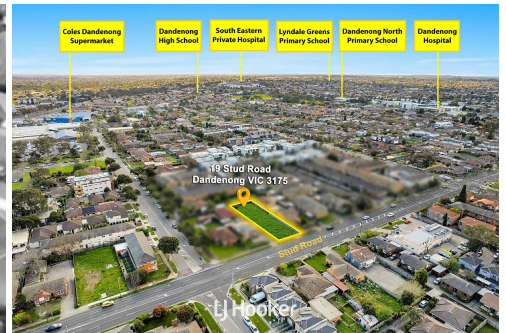 Coles Dandenong
Supermarket
Dandenong
High School
South Eastern
Private Hospital
Lyndale Greens
Primary School
Dandenong North
Primary School
Dandenong
Hospital
19 Stud Road
Dandenong VIC 3175
Stud Road
LJ Hooker